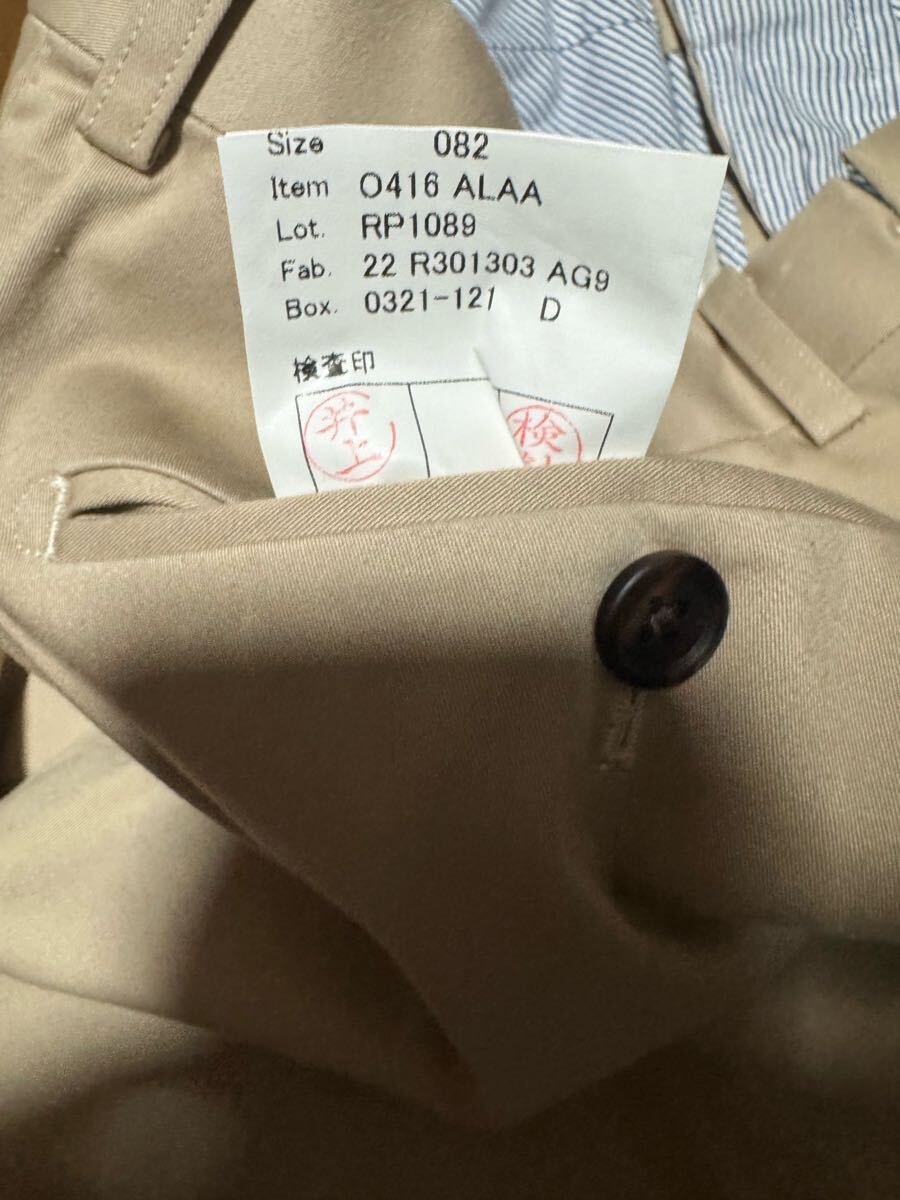 Size 082
Item O416 ALAA
Lot. RP1089
Fab. 22 R301303 AG9
Box. 0321-121 D
検査印
井上
検